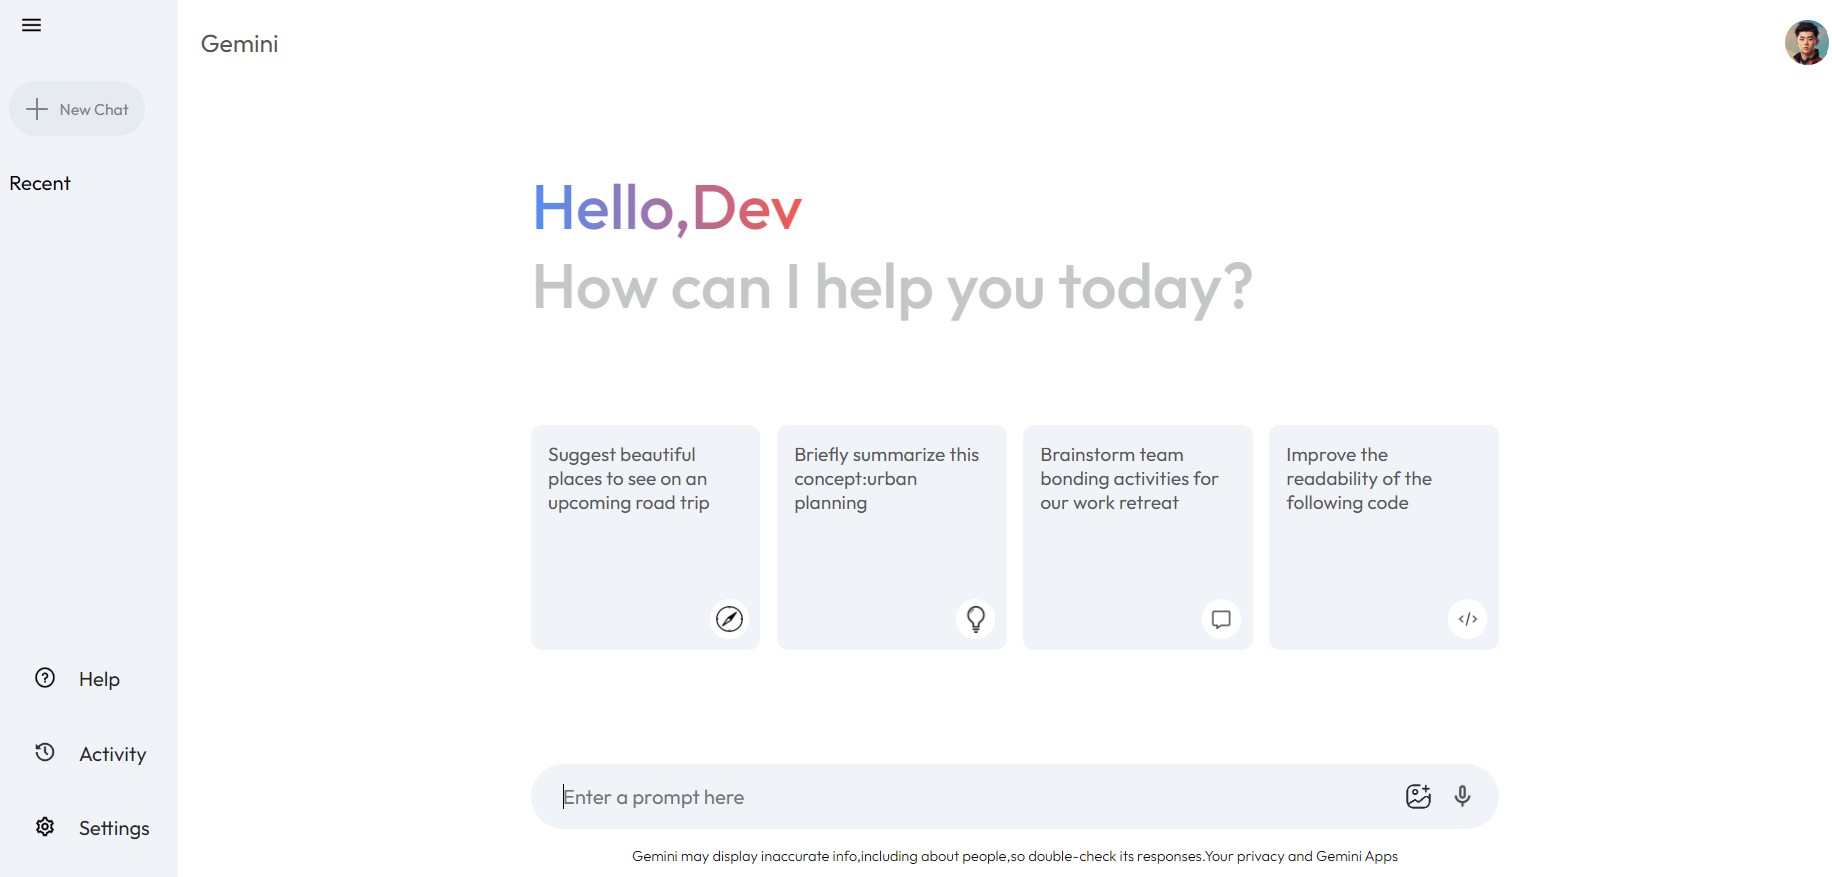 Gemini
New Chat
Recent
Hello,Dev
How can I help you today?
Suggest beautiful
places to see on an
upcoming road trip
Briefly summarize this
concept:urban
planning
Brainstorm team
bonding activities for
our work retreat
Improve the
readability of the
following code
Help
Activity
Settings
Enter a prompt here
Gemini may display inaccurate info,including about people,so double-check its responses.Your privacy and Gemini Apps